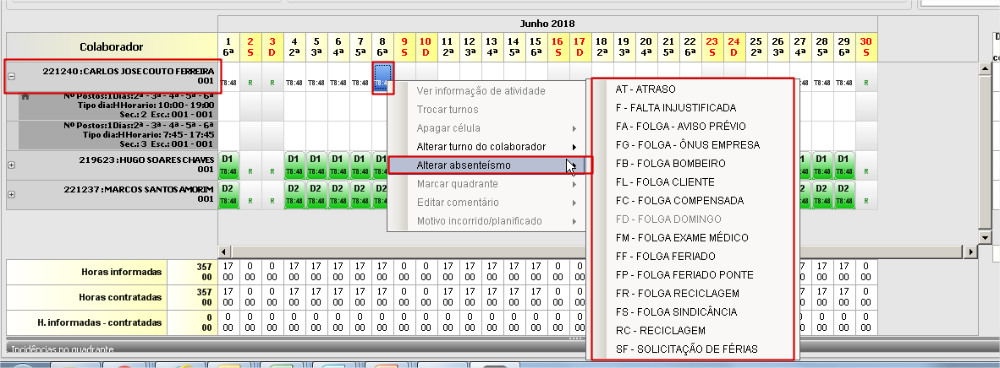 Junho 2018
Colaborador
1 2 3 4 5 6 7 8 9 10 11 12 13 14 15 16 17 18 19 20 21 22 23 24 25 26 27 28 29 30
6ª S D 2ª 3ª 4ª 5ª 6ª S D 2ª 3ª 4ª 5ª 6ª S D 2ª 3ª 4ª 5ª 6ª S D 2ª 3ª 4ª 5ª 6ª S
221240 :CARLOS JOSE COUTO FERREIRA
001
T8:48 R R T8:48 T8:48 T8:48 T8:48 T8:4 T8:48 T8:48 T8:48 R
Nº Postos:1Dias:2ª - 3ª - 4ª - 5ª - 6ª
Tipo dia:HHorario: 10:00 - 19:00
Sec.: 2 Esc.: 001 - 001
Nº Postos:1Dias:2ª - 3ª - 4ª - 5ª - 6ª
Tipo dia:HHorario: 7:45 - 17:45
Sec.: 3 Esc.: 001 - 001
219623 :HUGO SOARES CHAVES
001
D1 D1 D1 D1 D1 D1 D1 D1
T8:48 R R T8:48 T8:48 T8:48 T8:48 T8:48 T8:48 T8:48 R
221237 :MARCOS SANTOS AMORIM
001
D2 D2 D2 D2 D2 D2 D2 D2
T8:48 R R T8:48 T8:48 T8:48 T8:48 T8:48 T8:48 T8:48 R
Ver informação de atividade
Trocar turnos
Apagar célula
Alterar turno do colaborador
Alterar absenteísmo
Marcar quadrante
Editar comentário
Motivo incorrido/planificado
AT - ATRASO
F - FALTA INJUSTIFICADA
FA - FOLGA - AVISO PRÉVIO
FG - FOLGA - ÔNUS EMPRESA
FB - FOLGA BOMBEIRO
FL - FOLGA CLIENTE
FC - FOLGA COMPENSADA
FD - FOLGA DOMINGO
FM - FOLGA EXAME MÉDICO
FF - FOLGA FERIADO
FP - FOLGA FERIADO PONTE
FR - FOLGA RECICLAGEM
FS - FOLGA SINDICÂNCIA
RC - RECICLAGEM
SF - SOLICITAÇÃO DE FÉRIAS
Horas informadas 357 17 0 0 17 17 17 17 17 0 0 17 17 17 17 17 0 0 17 17 0
00 00 00 00 00 00 00 00 00 00 00 00 00 00 00 00 00 00 00 00 00
Horas contratadas 357 17 0 0 17 17 17 17 17 0 0 17 17 17 17 17 0 0 17 17 0
00 00 00 00 00 00 00 00 00 00 00 00 00 00 00 00 00 00 00 00 00
H. informadas - contratadas 0 0 0 0 0 0 0 0 0 0 0 0 0 0 0 0 0 0 0 0 0
00 00 00 00 00 00 00 00 00 00 00 00 00 00 00 00 00 00 00 00 00
Incidências no quadrante